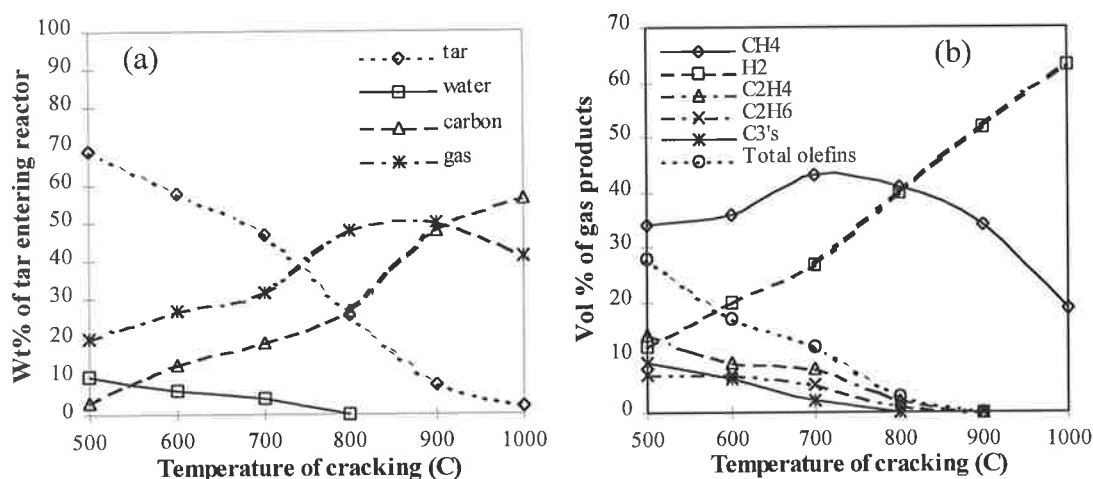 (a)
tar
water
carbon
gas
Wt% of tar entering reactor
100
90
80
70
60
50
40
30
20
10
0
500 600 700 800 900 1000
Temperature of cracking (C)
(b)
CH4
H2
C2H4
C2H6
C3's
Total olefins
Vol % of gas products
70
60
50
40
30
20
10
0
500 600 700 800 900 1000
Temperature of cracking (C)